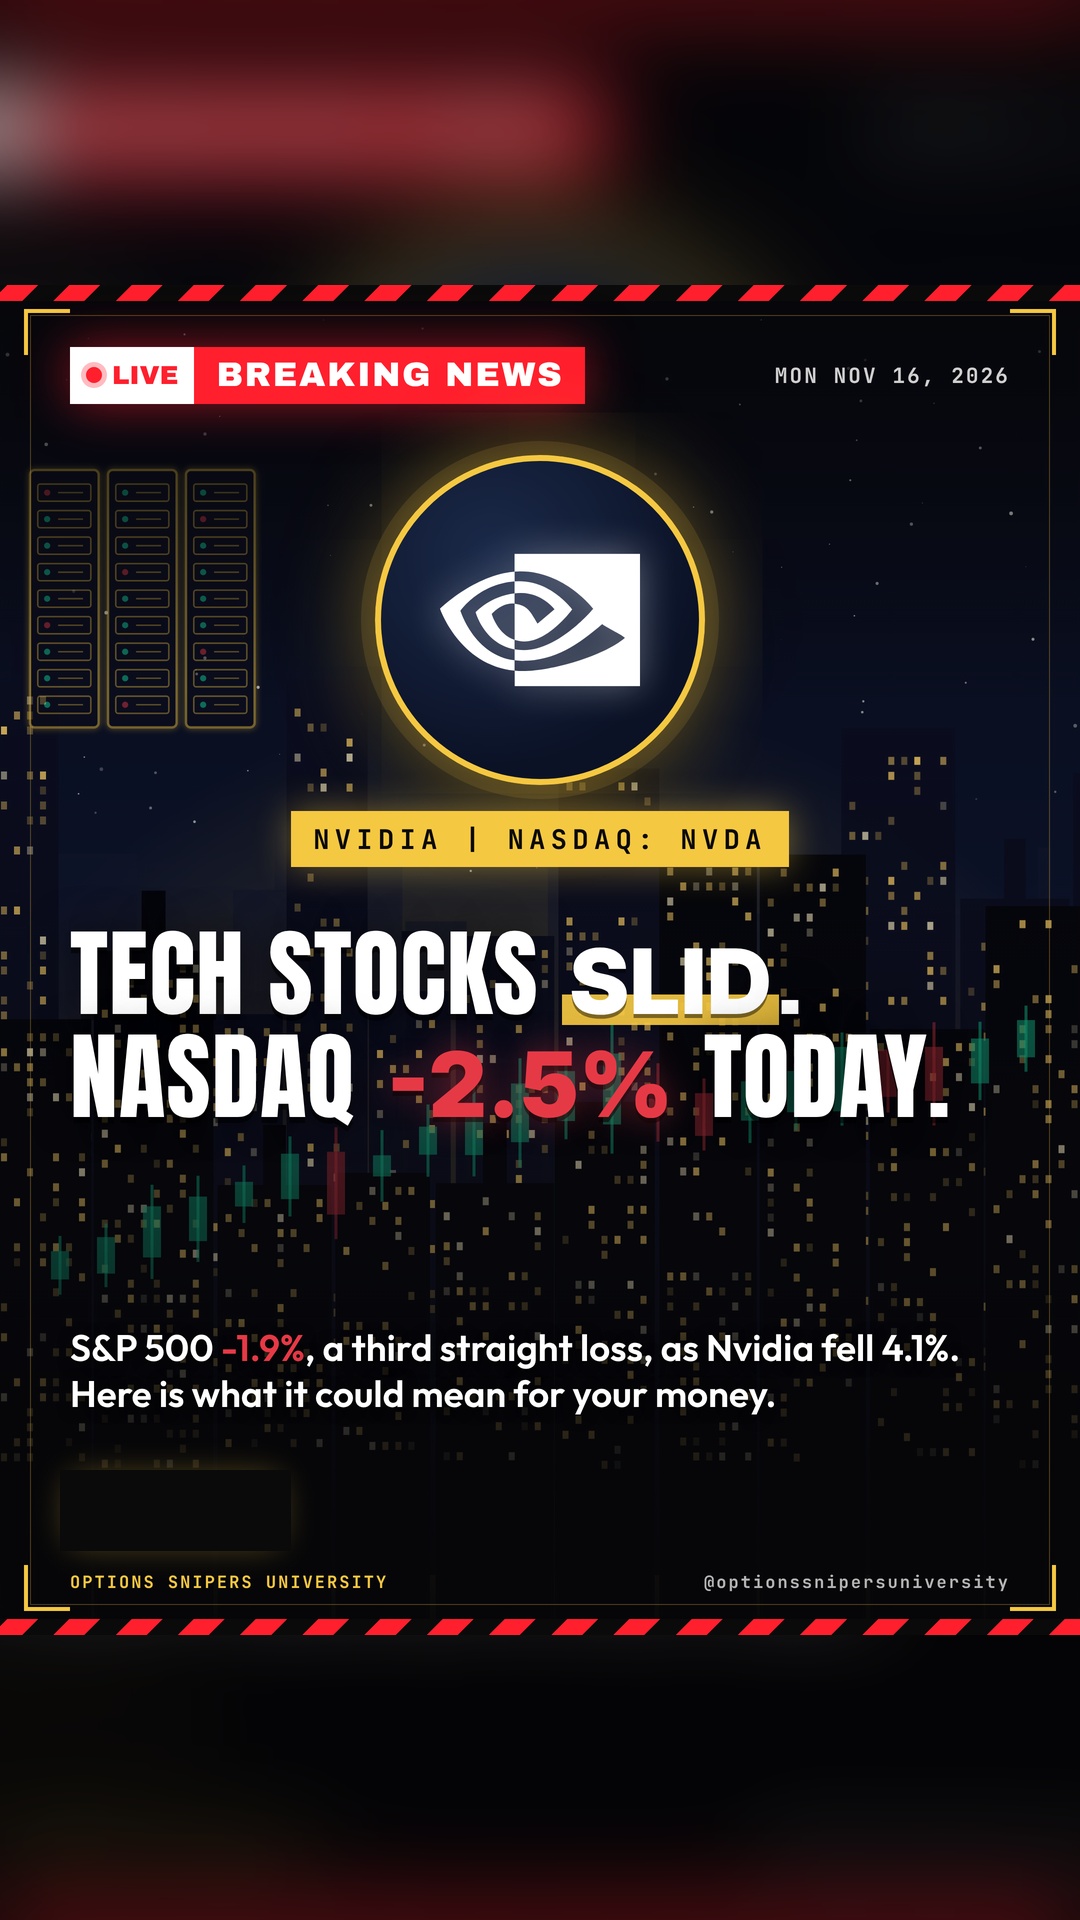 LIVE BREAKING NEWS
MON NOV 16, 2026
NVIDIA | NASDAQ: NVDA
TECH STOCKS SLID.
NASDAQ -2.5% TODAY.
S&P 500 -1.9%, a third straight loss, as Nvidia fell 4.1%.
Here is what it could mean for your money.
OPTIONS SNIPERS UNIVERSITY
@optionssnipersuniversity